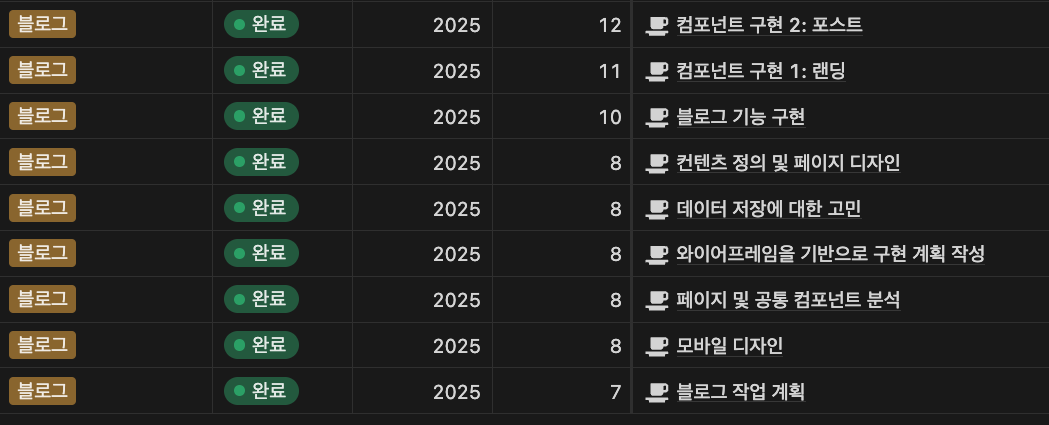 블로그 완료 2025 12 컴포넌트 구현 2: 포스트
블로그 완료 2025 11 컴포넌트 구현 1: 랜딩
블로그 완료 2025 10 블로그 기능 구현
블로그 완료 2025 8 컨텐츠 정의 및 페이지 디자인
블로그 완료 2025 8 데이터 저장에 대한 고민
블로그 완료 2025 8 와이어프레임을 기반으로 구현 계획 작성
블로그 완료 2025 8 페이지 및 공통 컴포넌트 분석
블로그 완료 2025 8 모바일 디자인
블로그 완료 2025 7 블로그 작업 계획